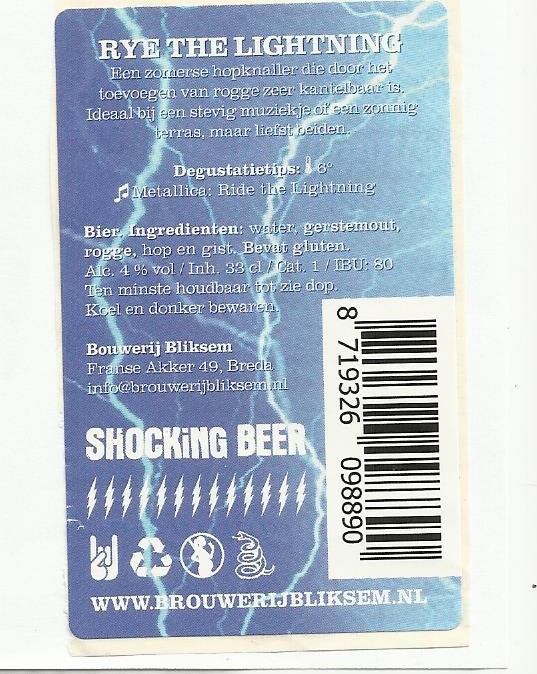 RYE THE LIGHTNING
Een zomerse hopknaller die door het
toevoegen van rogge zeer kantelbaar is.
Ideaal bij een stevig muziekje of een zonnig
terras, maar liefst beiden.
Degustatietips: 6°
Metallica: Ride the Lightning
Bier. Ingredienten: water, gerstemout,
rogge, hop en gist. Bevat gluten.
Alc. 4 % vol / Inh. 33 cl / Cat. 1 / IBU: 80
Ten minste houdbaar tot zie dop.
Koel en donker bewaren.
Bouwerij Bliksem
Franse Akker 49, Breda
info@brouwerijbliksem.nl
SHOCKiNG BEER
8 719326 098890
WWW.BROUWERIJBLIKSEM.NL